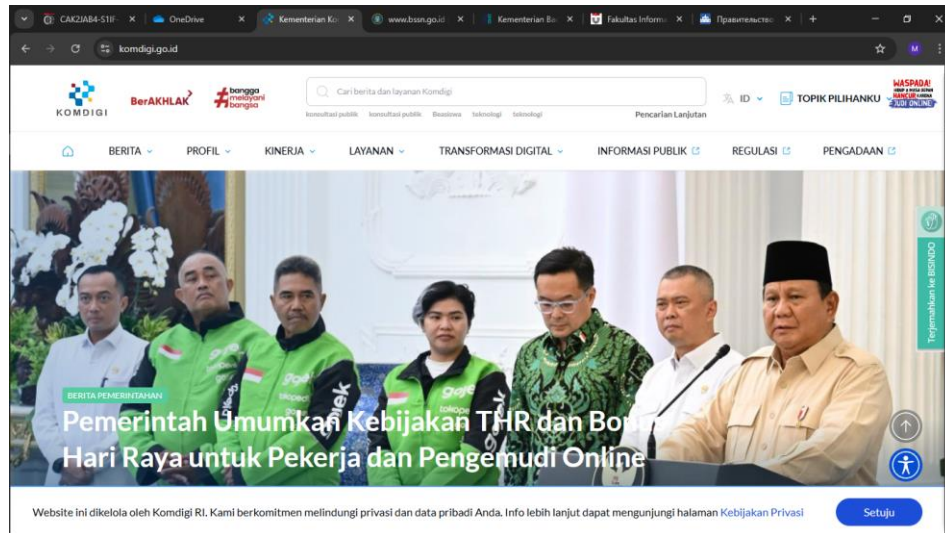 CAK2JAB4-S1IF-
OneDrive
Kementerian Ko
www.bssn.go.id
Kementerian Ba
Fakultas Inform
Правительство
komdigi.go.id
M
KOMDIGI
BerAKHLAK
#bangga
melayani
bangsa
Cari berita dan layanan Komdigi
konsultasi publik konsultasi publik Beasiswa teknologi teknologi
Pencarian Lanjutan
ID
TOPIK PILIHANKU
WASPADA!
HANCUR KARENA
JUDI ONLINE!
BERITA
PROFIL
KINERJA
LAYANAN
TRANSFORMASI DIGITAL
INFORMASI PUBLIK
REGULASI
PENGADAAN
Terjemahkan ke BISINDO
gojek
gojek
BERITA PEMERINTAHAN
Pemerintah Umumkan Kebijakan THR dan Bonus
Hari Raya untuk Pekerja dan Pengemudi Online
Website ini dikelola oleh Komdigi RI. Kami berkomitmen melindungi privasi dan data pribadi Anda. Info lebih lanjut dapat mengunjungi halaman Kebijakan Privasi
Setuju